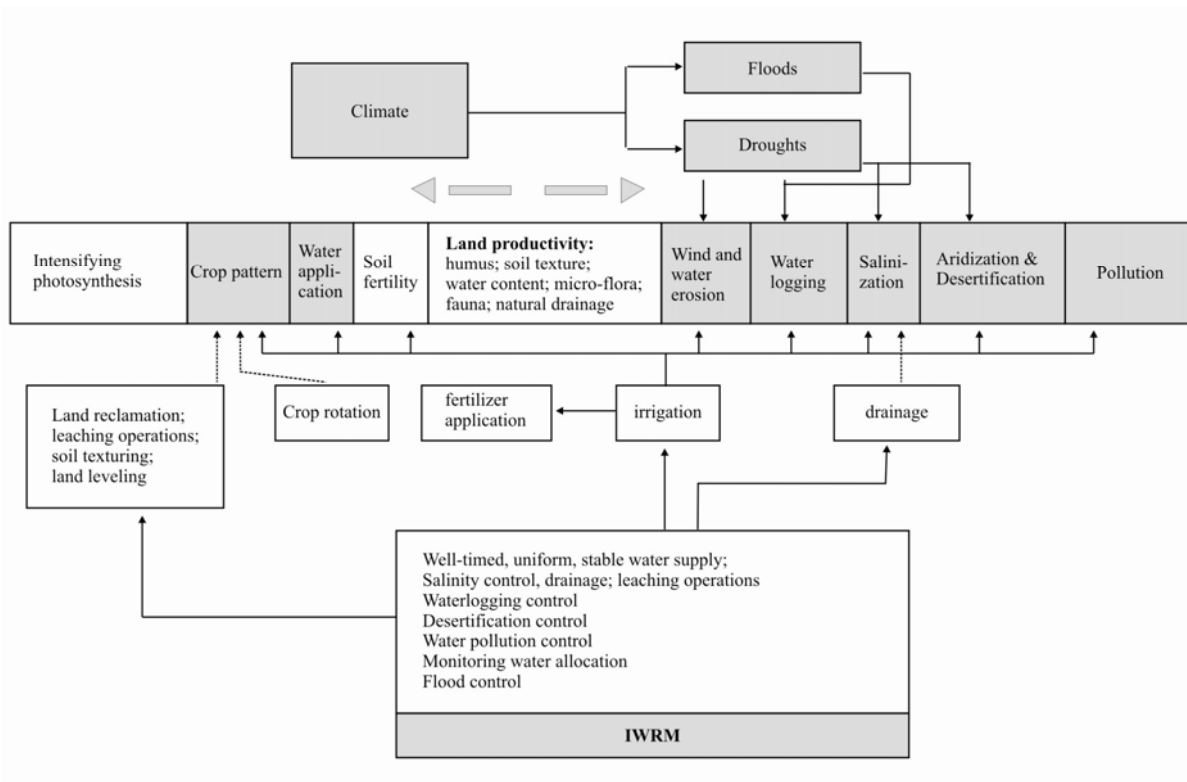 Climate
Floods
Droughts
Intensifying
photosynthesis
Crop pattern
Water
appli-
cation
Soil
fertility
Land productivity:
humus; soil texture;
water content; micro-flora;
fauna; natural drainage
Wind and
water
erosion
Water
logging
Salini-
zation
Aridization &
Desertification
Pollution
Land reclamation;
leaching operations;
soil texturing;
land leveling
Crop rotation
fertilizer
application
irrigation
drainage
Well-timed, uniform, stable water supply;
Salinity control, drainage; leaching operations
Waterlogging control
Desertification control
Water pollution control
Monitoring water allocation
Flood control
IWRM